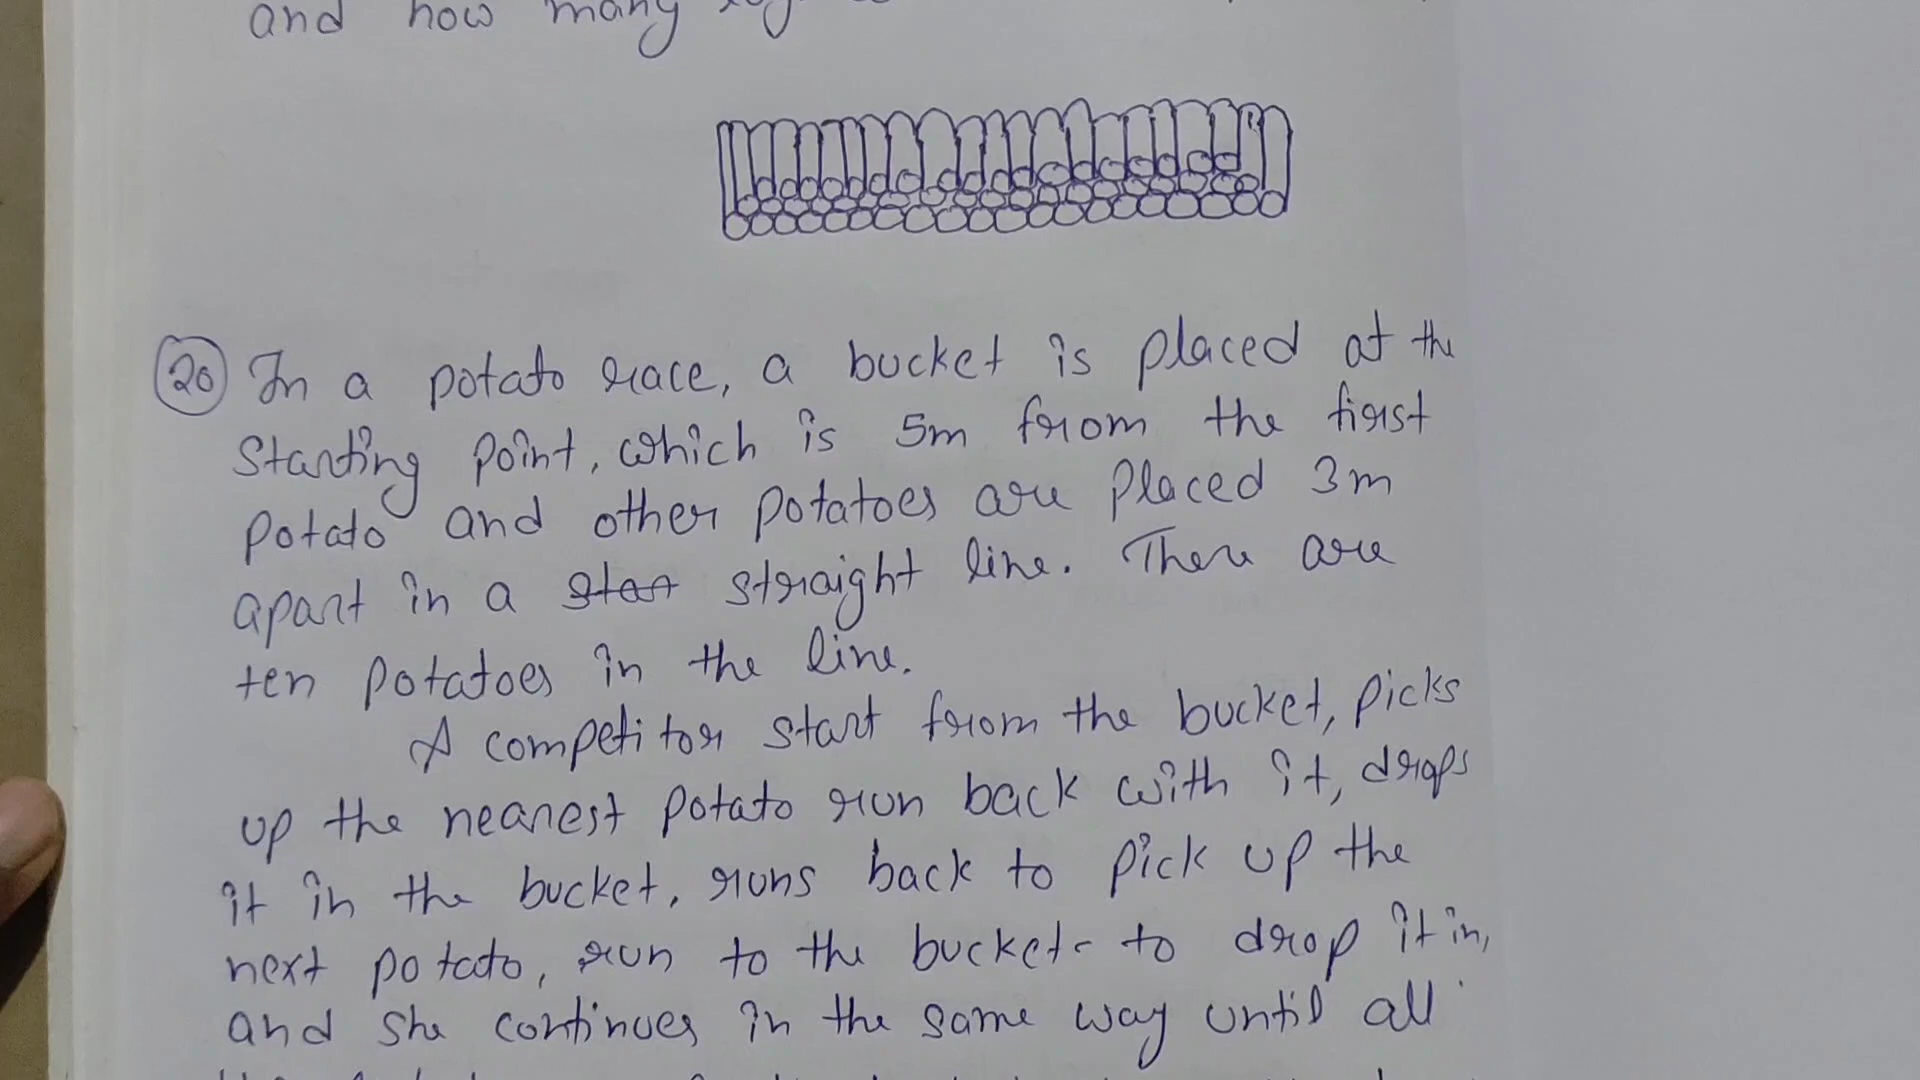 and how many
20 In a potato race, a bucket is placed at the
starting point, which is 5m from the first
potato and other potatoes are placed 3m
apart in a stat straight line. There are
ten potatoes in the line.
A competitor start from the bucket, picks
up the nearest potato run back with it, drops
it in the bucket, runs back to pick up the
next potato, run to the bucket to drop it in,
and she continues in the same way until all